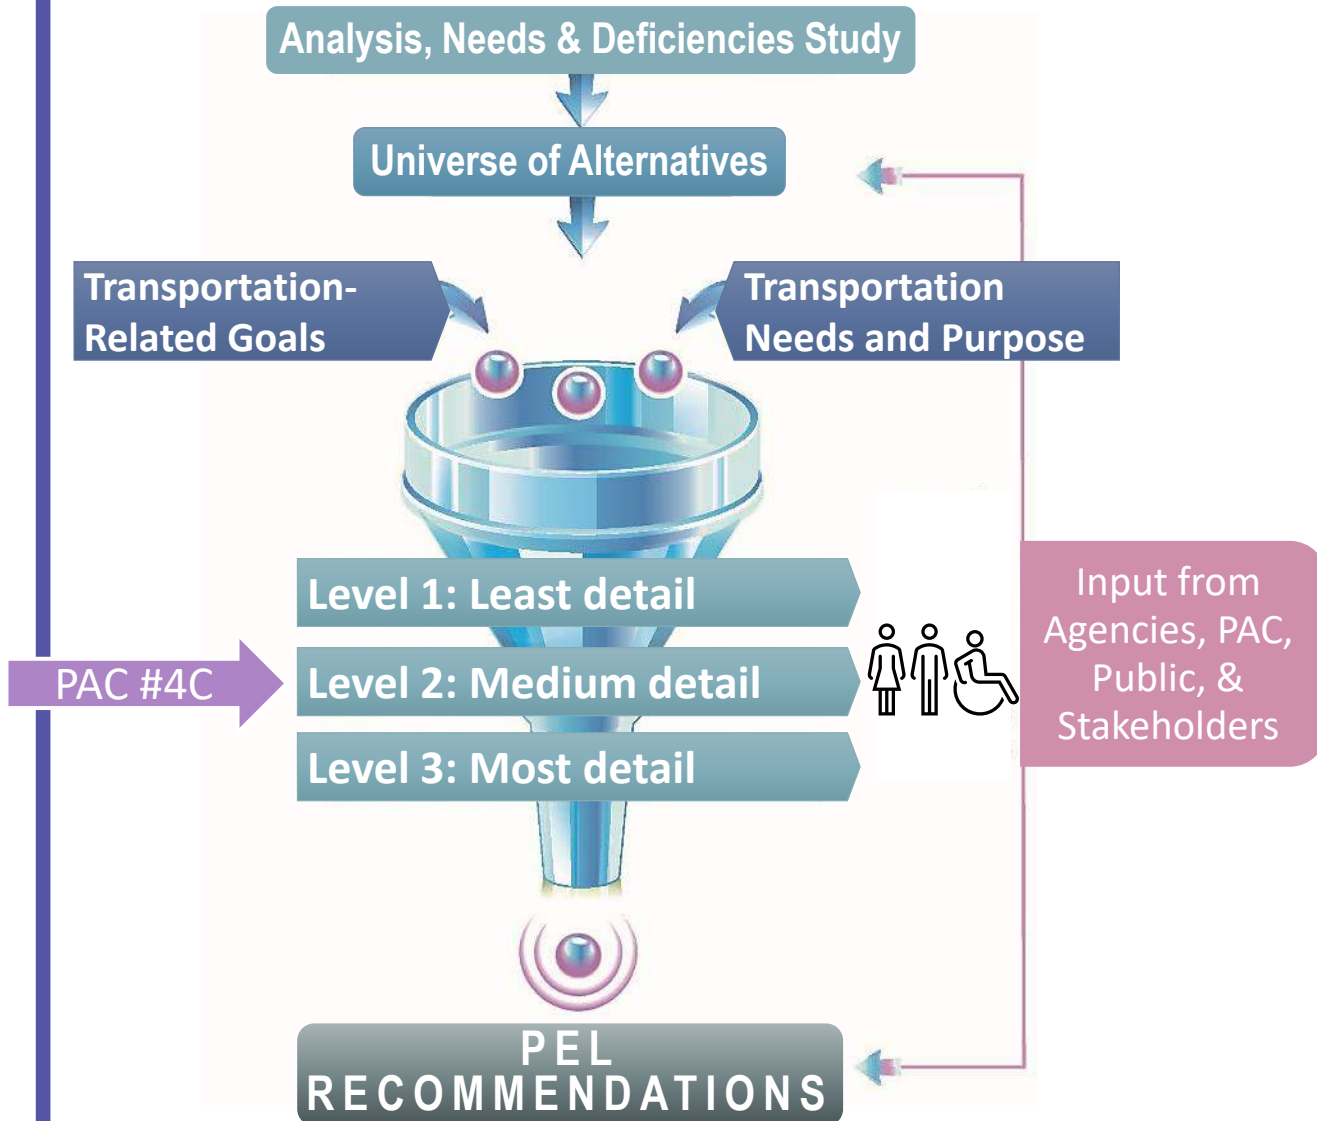 Analysis, Needs & Deficiencies Study
Universe of Alternatives
Transportation-
Related Goals
Transportation
Needs and Purpose
Level 1: Least detail
PAC #4C
Level 2: Medium detail
Level 3: Most detail
Input from
Agencies, PAC,
Public, &
Stakeholders
PEL
RECOMMENDATIONS